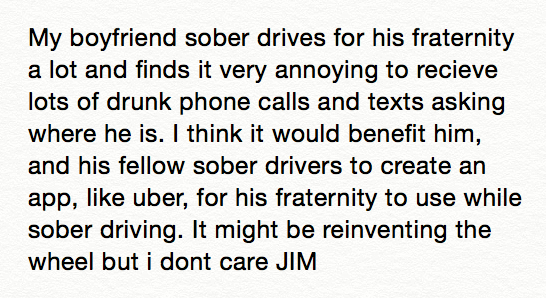 My boyfriend sober drives for his fraternity
a lot and finds it very annoying to recieve
lots of drunk phone calls and texts asking
where he is. I think it would benefit him,
and his fellow sober drivers to create an
app, like uber, for his fraternity to use while
sober driving. It might be reinventing the
wheel but i dont care JIM